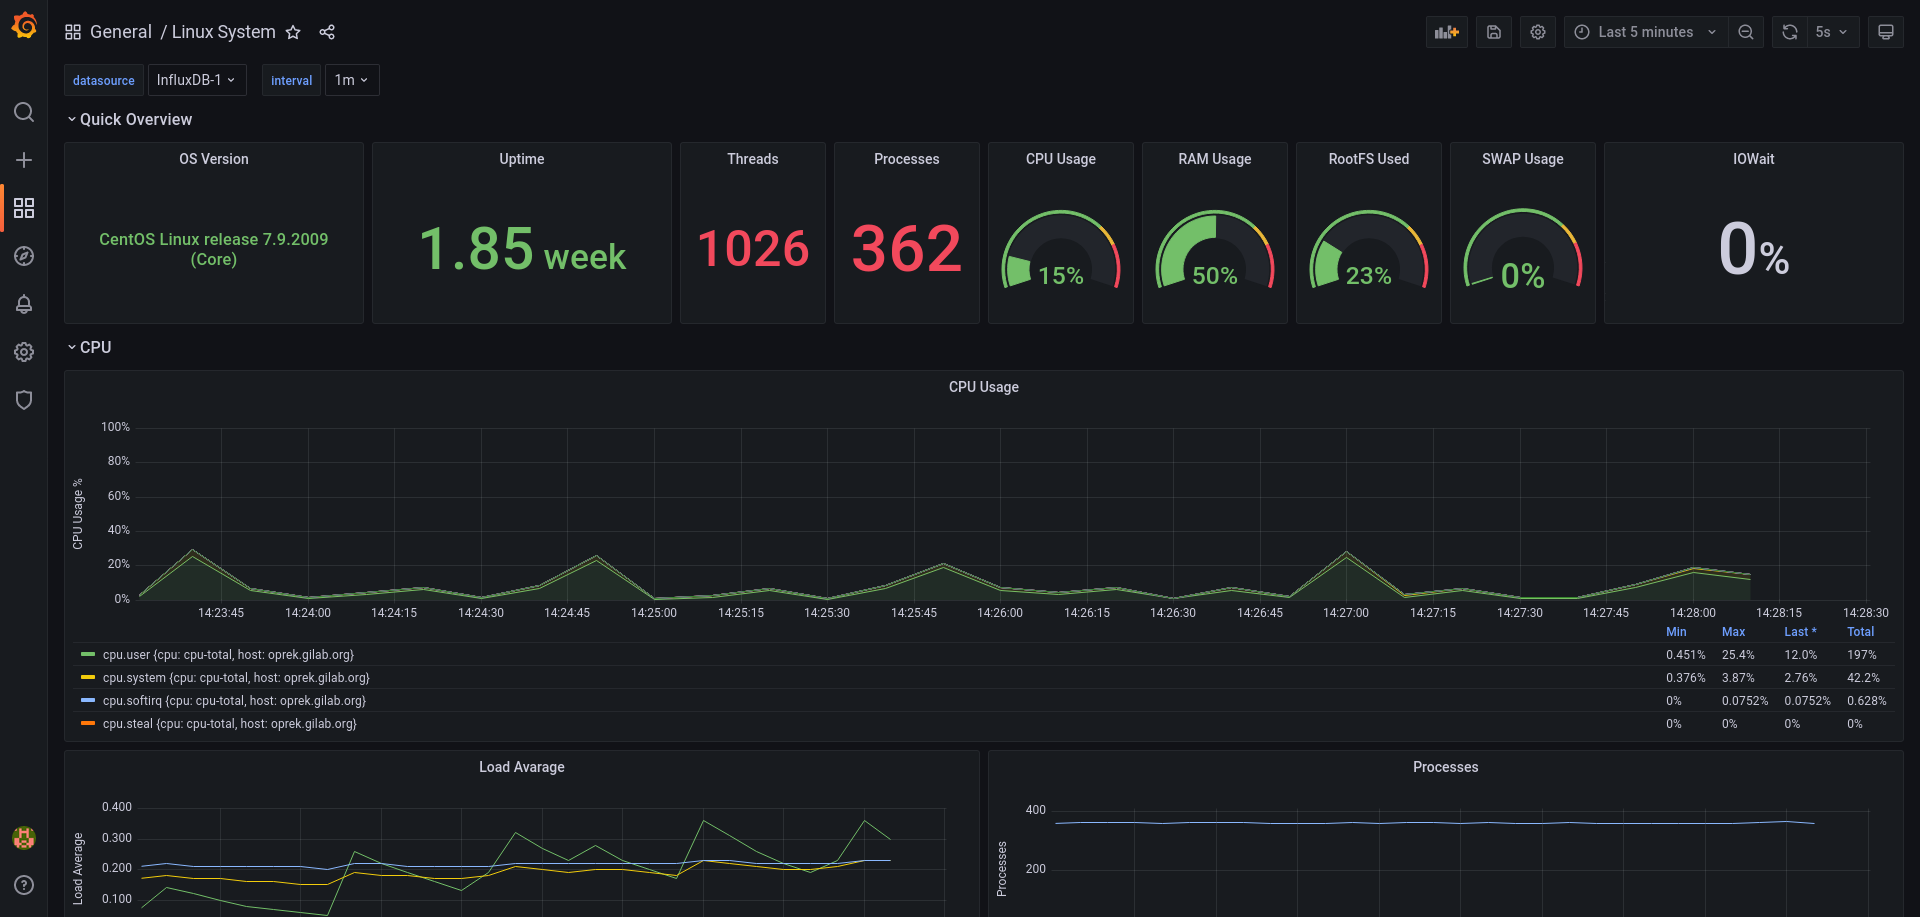 General / Linux System
Last 5 minutes
5s
datasource InfluxDB-1 interval 1m
Quick Overview
OS Version
CentOS Linux release 7.9.2009
(Core)
Uptime
1.85 week
Threads
1026
Processes
362
CPU Usage
15%
RAM Usage
50%
RootFS Used
23%
SWAP Usage
0%
IOWait
0%
CPU
CPU Usage
CPU Usage %
100%
80%
60%
40%
20%
0%
14:23:45 14:24:00 14:24:15 14:24:30 14:24:45 14:25:00 14:25:15 14:25:30 14:25:45 14:26:00 14:26:15 14:26:30 14:26:45 14:27:00 14:27:15 14:27:30 14:27:45 14:28:00 14:28:15 14:28:30
Min Max Last * Total
cpu.user {cpu: cpu-total, host: oprek.gilab.org} 0.451% 25.4% 12.0% 197%
cpu.system {cpu: cpu-total, host: oprek.gilab.org} 0.376% 3.87% 2.76% 42.2%
cpu.softirq {cpu: cpu-total, host: oprek.gilab.org} 0% 0.0752% 0.0752% 0.628%
cpu.steal {cpu: cpu-total, host: oprek.gilab.org} 0% 0% 0% 0%
Load Avarage
Load Average
0.400
0.300
0.200
0.100
Processes
Processes
400
200